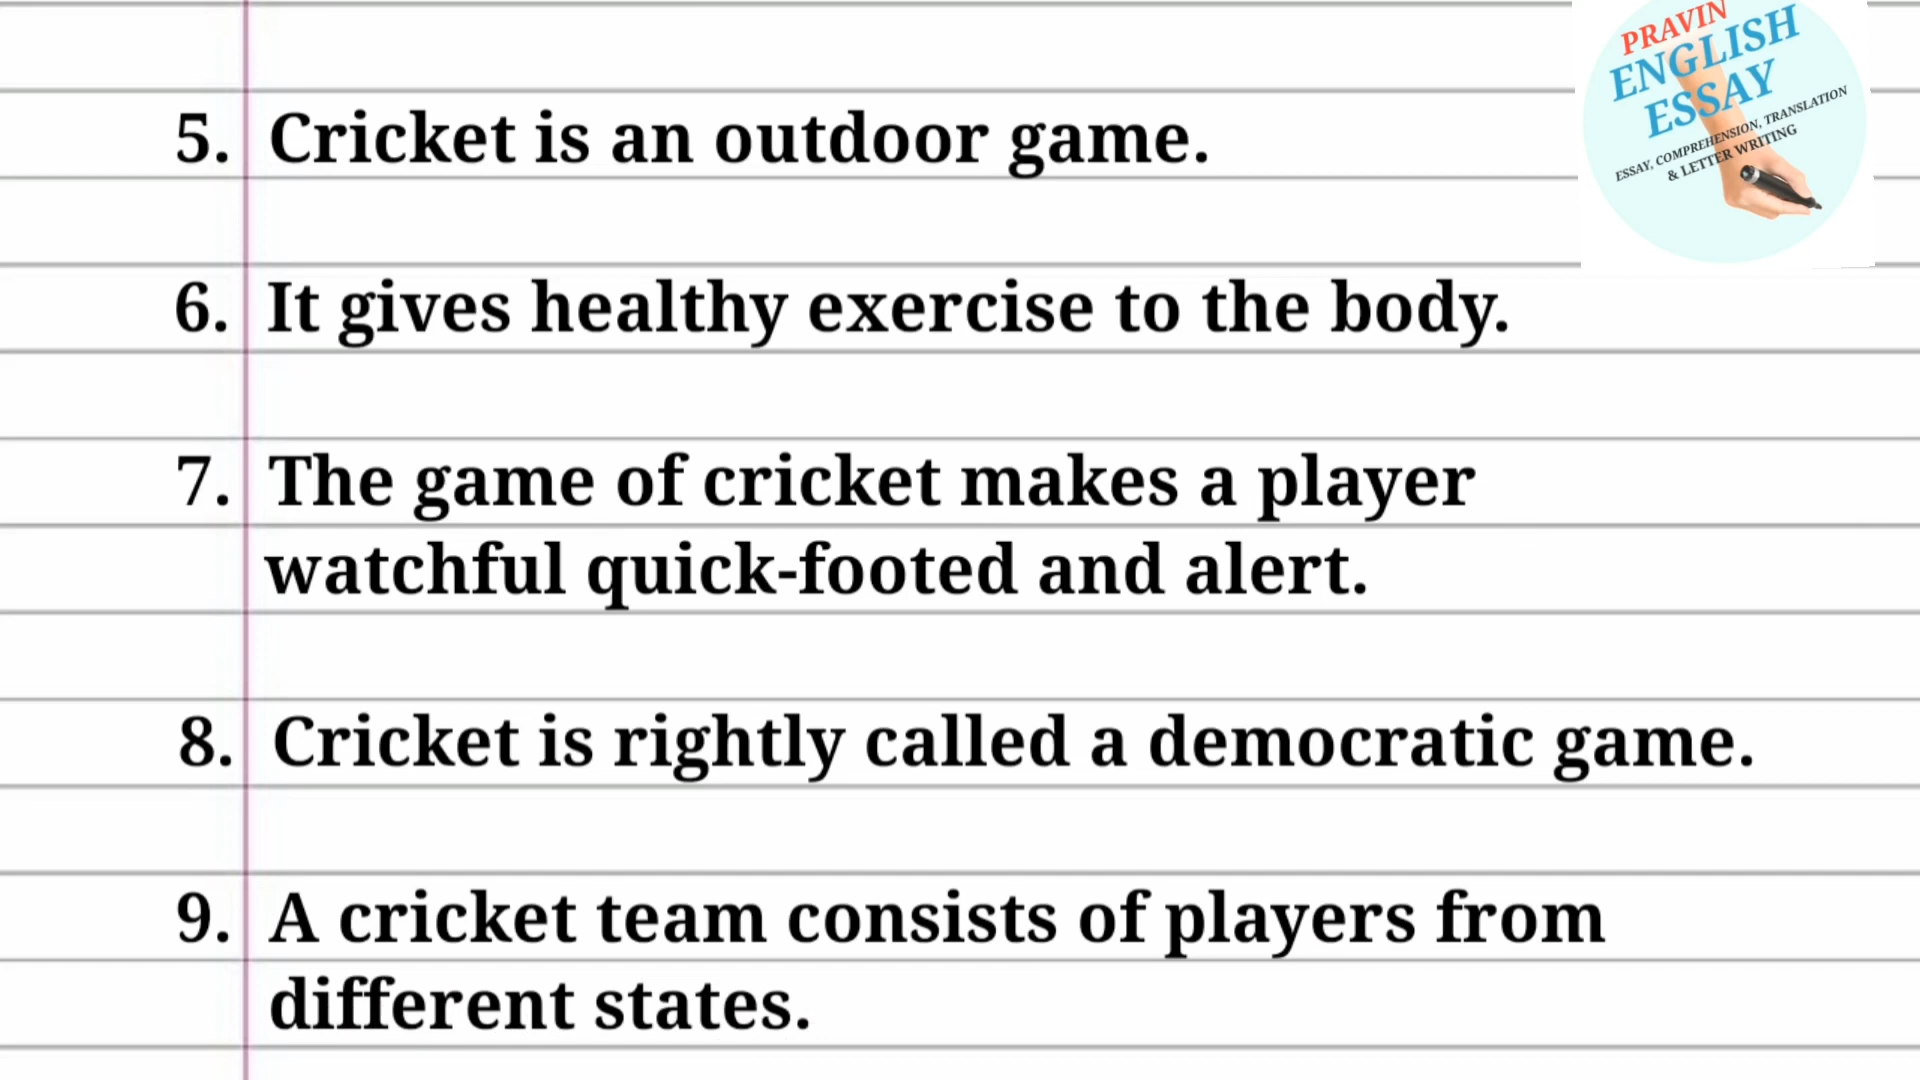 PRAVIN
ENGLISH
ESSAY
ESSAY, COMPREHENSION, TRANSLATION
& LETTER WRITING
5. Cricket is an outdoor game.
6. It gives healthy exercise to the body.
7. The game of cricket makes a player
watchful quick-footed and alert.
8. Cricket is rightly called a democratic game.
9. A cricket team consists of players from
different states.